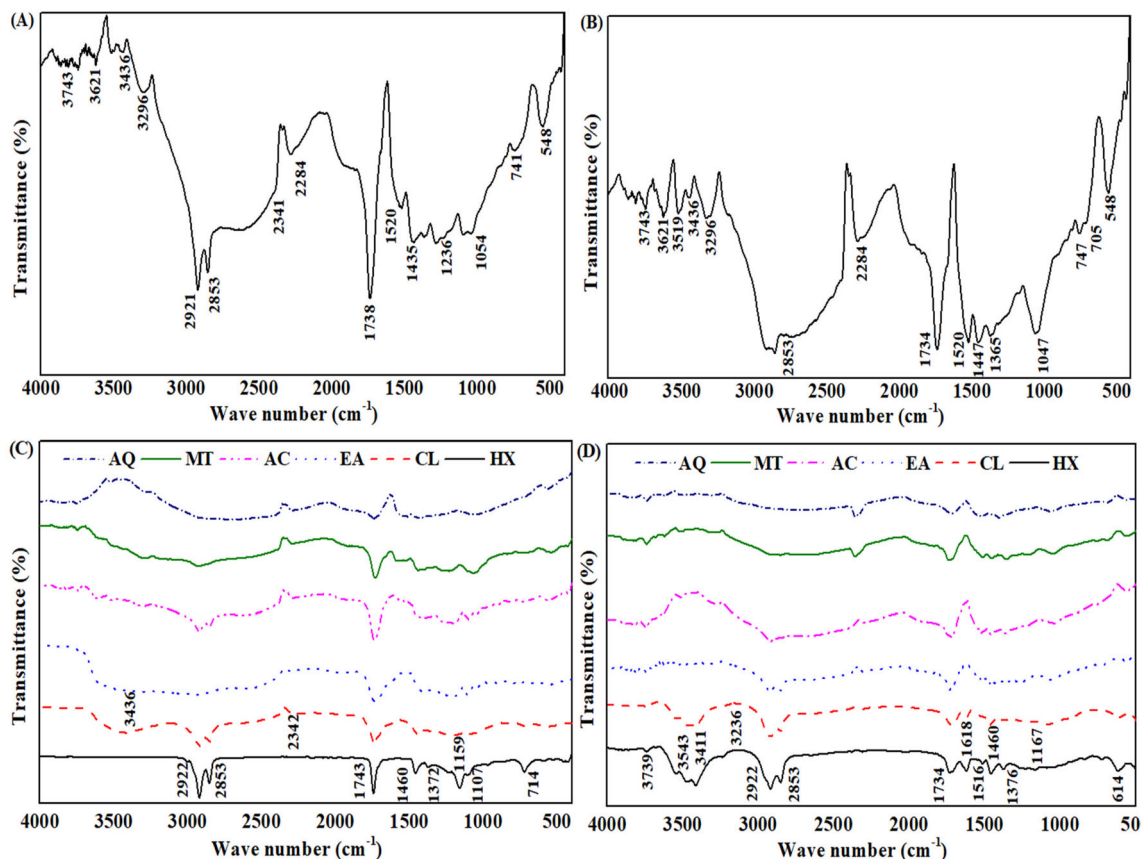 (A)
Transmittance (%)
3743
3621
3436
3296
2921
2853
2341
2284
1738
1520
1435
1236
1054
741
548
4000 3500 3000 2500 2000 1500 1000 500
Wave number (cm-1)
(B)
Transmittance (%)
3743
3621
3519
3436
3296
2853
2284
1734
1520
1447
1365
1047
747
705
548
4000 3500 3000 2500 2000 1500 1000 500
Wave number (cm-1)
(C)
AQ MT AC EA CL HX
Transmittance (%)
3436
2922
2853
2342
1743
1460
1372
1159
1107
714
4000 3500 3000 2500 2000 1500 1000 500
Wave number (cm-1)
(D)
AQ MT AC EA CL HX
Transmittance (%)
3739
3543
3411
3236
2922
2853
1734
1618
1516
1460
1376
1167
614
4000 3500 3000 2500 2000 1500 1000 50
Wave number (cm-1)